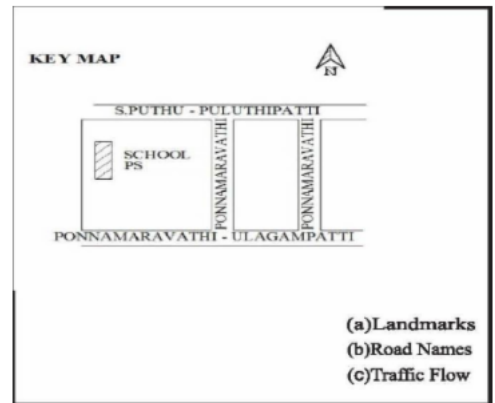 KEY MAP
N
S.PUTHU - PULUTHIPATTI
SCHOOL
PS
PONNAMARAVATHI
PONNAMARAVATHI
PONNAMARAVATHI - ULAGAMPATTI
(a)Landmarks
(b)Road Names
(c)Traffic Flow